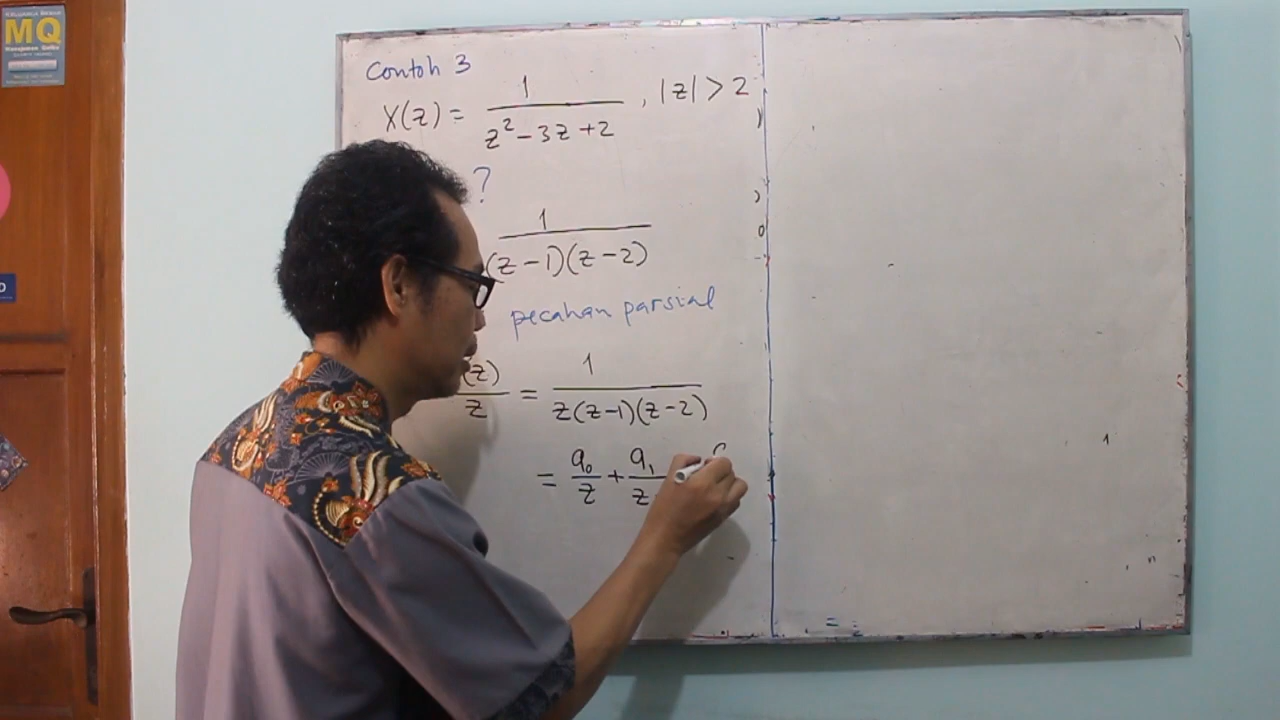 MQ
Contoh 3
X(z) = 1 / (z² - 3z + 2) , |z| > 2
?
1 / (z-1)(z-2)
pecahan parsial
(z) / z = 1 / z(z-1)(z-2)
= a₀/z + a₁/z